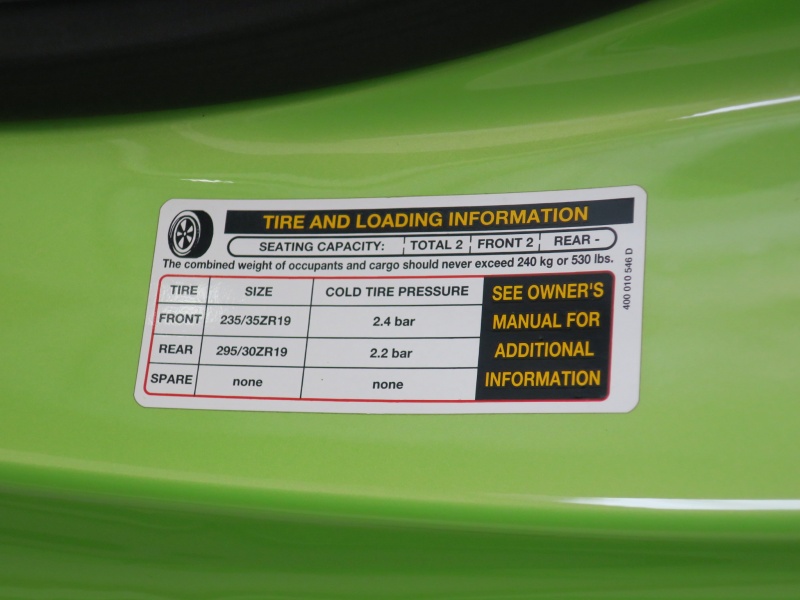 TIRE AND LOADING INFORMATION
SEATING CAPACITY: TOTAL 2 FRONT 2 REAR -
The combined weight of occupants and cargo should never exceed 240 kg or 530 lbs.
TIRE SIZE COLD TIRE PRESSURE
FRONT 235/35ZR19 2.4 bar
REAR 295/30ZR19 2.2 bar
SPARE none none
SEE OWNER'S
MANUAL FOR
ADDITIONAL
INFORMATION
400 010 546 D